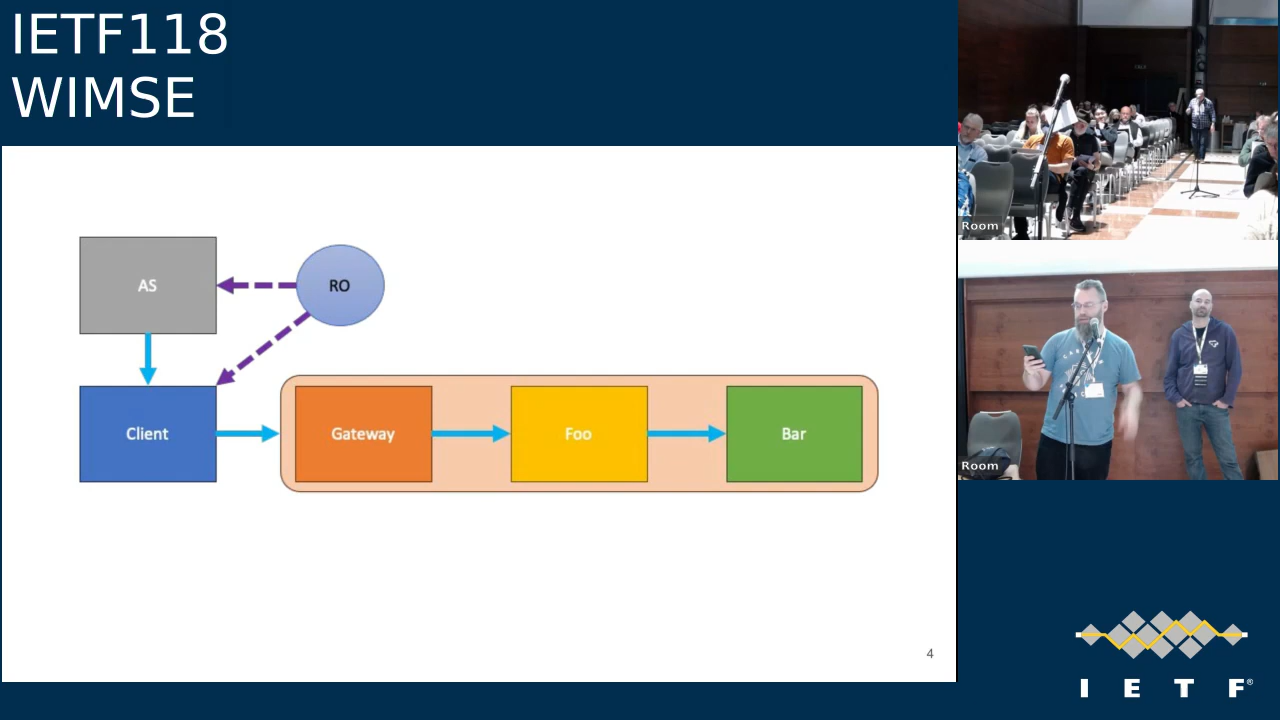 IETF118
WIMSE
AS
RO
Client
Gateway
Foo
Bar
4
Room
Room
I E T F®